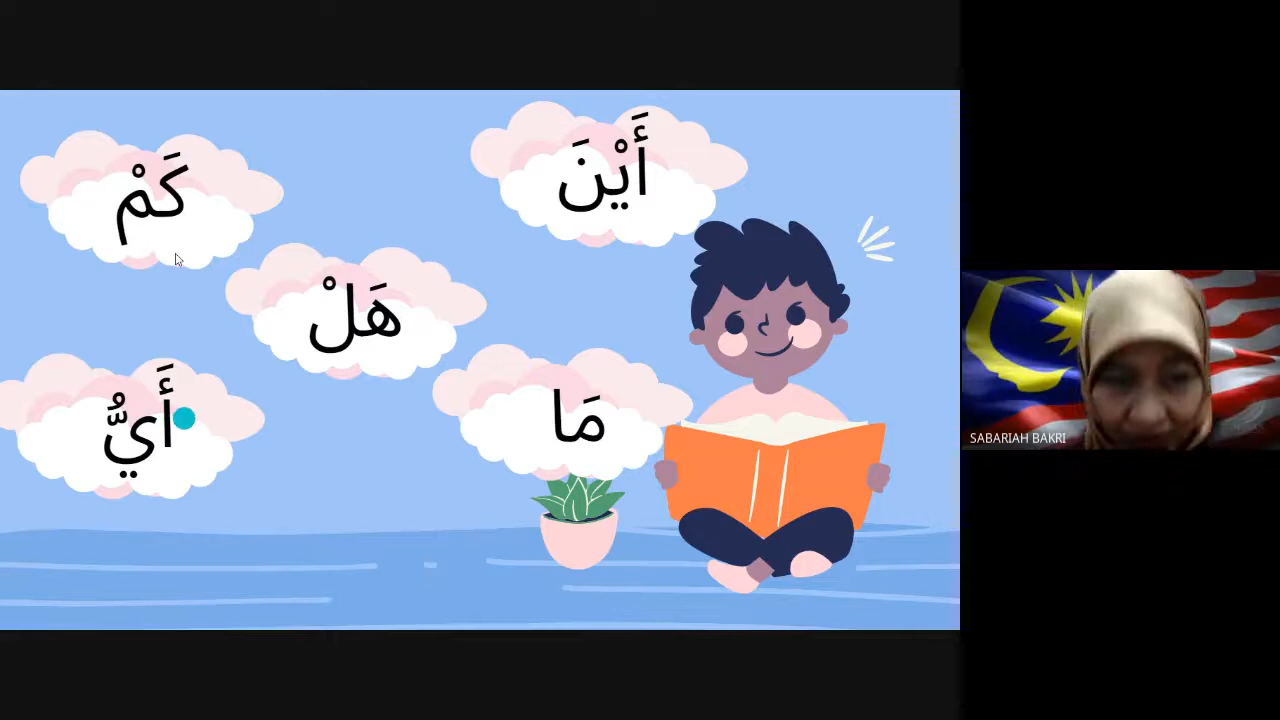 أَيْنَ
كَمْ
هَلْ
مَا
أَيُّ
SABARIAH BAKRI